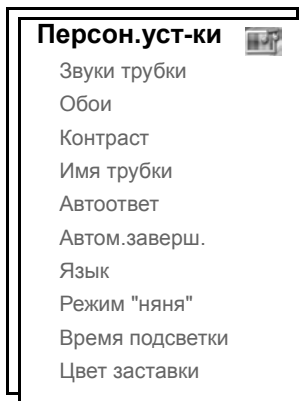 Персон.уст-ки
Звуки трубки
Обои
Контраст
Имя трубки
Автоответ
Автом.заверш.
Язык
Режим "няня"
Время подсветки
Цвет заставки